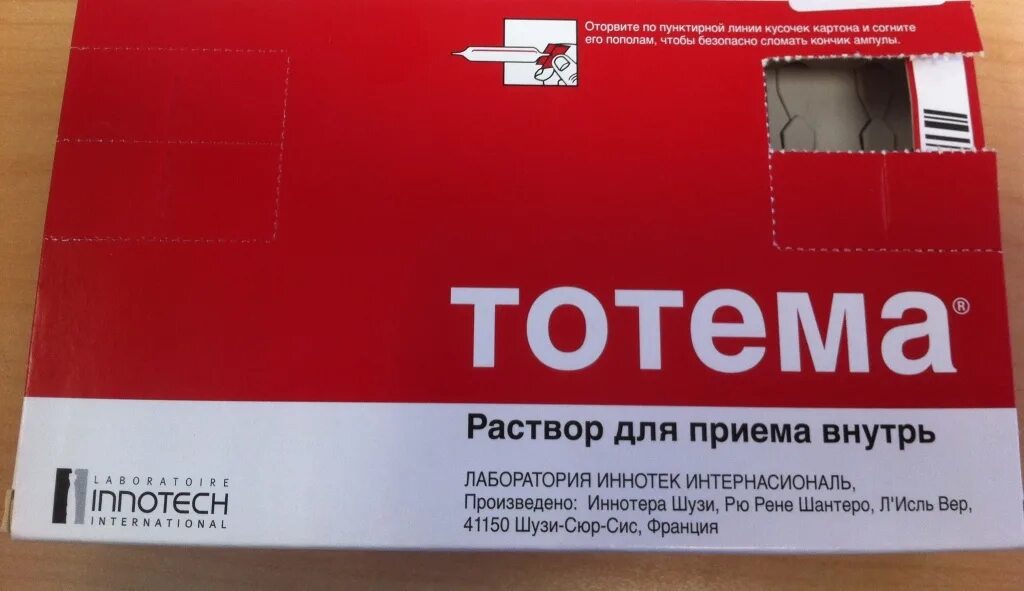 Оторвите по пунктирной линии кусочек картона и согните
его пополам, чтобы безопасно сломать кончик ампулы.
тотема®
Раствор для приема внутрь
LABORATOIRE
INNOTECH
INTERNATIONAL
ЛАБОРАТОРИЯ ИННОТЕК ИНТЕРНАСИОНАЛЬ,
Произведено: Иннотера Шузи, Рю Рене Шантеро, Л'Исль Вер,
41150 Шузи-Сюр-Сис, Франция